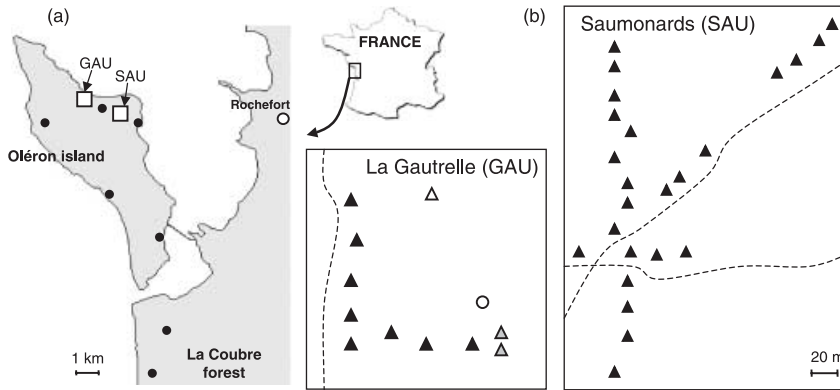 (a)
GAU
SAU
Rochefort
Oléron island
1 km
La Coubre
forest
FRANCE
La Gautrelle (GAU)
(b)
Saumonards (SAU)
20 m